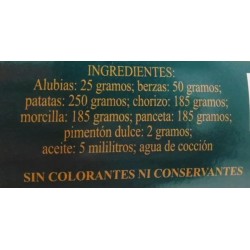 INGREDIENTES:
Alubias: 25 gramos; berzas: 50 gramos;
patatas: 250 gramos; chorizo: 185 gramos;
morcilla: 185 gramos; panceta: 185 gramos;
pimentón dulce: 2 gramos;
aceite: 5 mililitros; agua de cocción
SIN COLORANTES NI CONSERVANTES